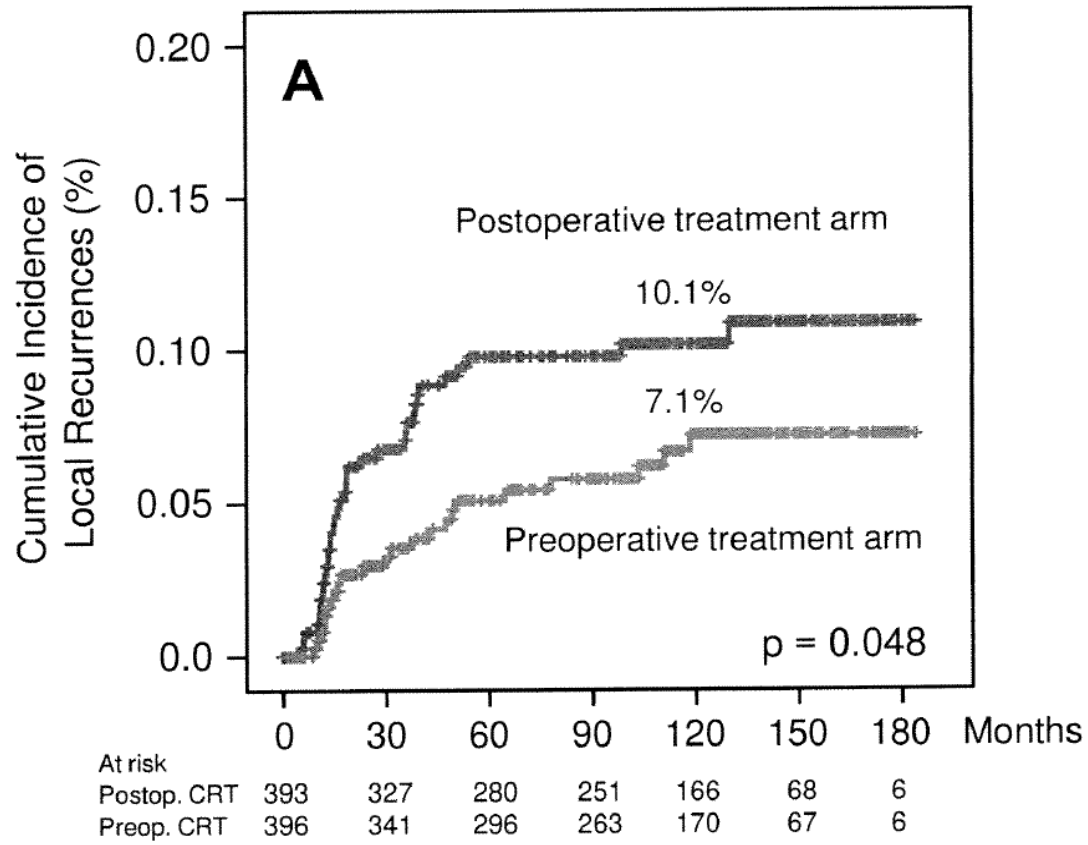 0.20
A
0.15
Cumulative Incidence of
Local Recurrences (%)
Postoperative treatment arm
10.1%
0.10
7.1%
0.05
Preoperative treatment arm
p = 0.048
0.0
0 30 60 90 120 150 180 Months
At risk
Postop. CRT 393 327 280 251 166 68 6
Preop. CRT 396 341 296 263 170 67 6